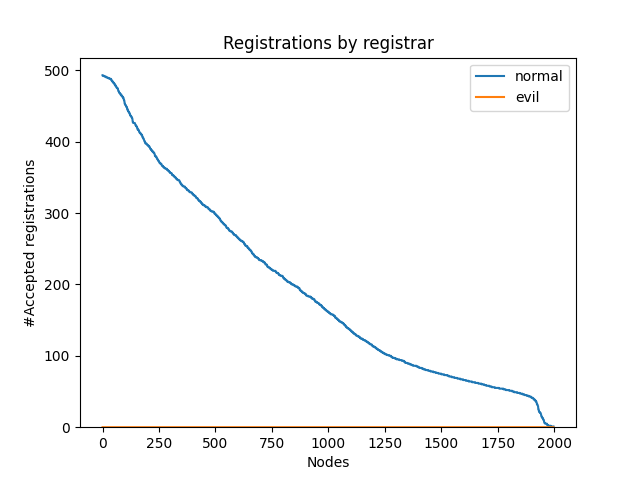 Registrations by registrar
normal
evil
#Accepted registrations
500
400
300
200
100
0
0 250 500 750 1000 1250 1500 1750 2000
Nodes